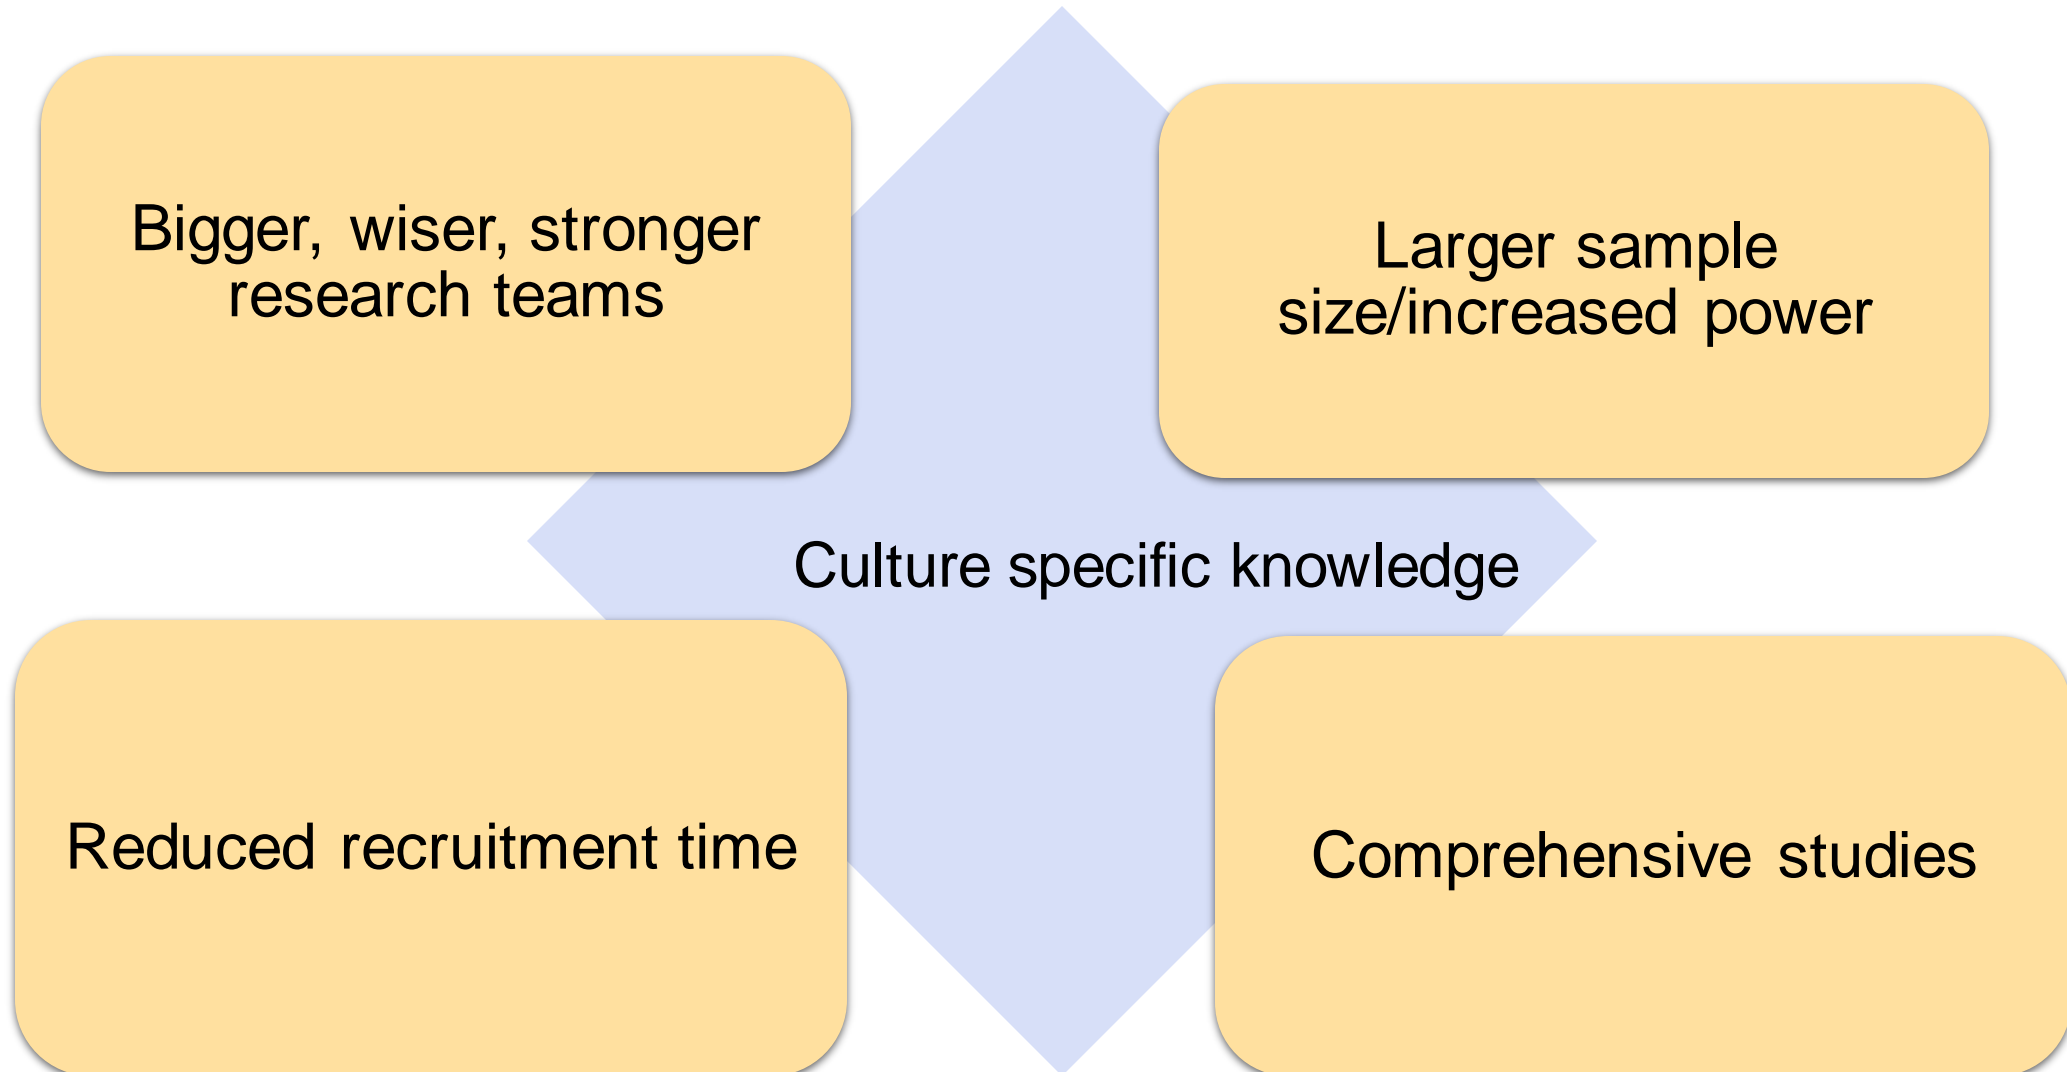 Bigger, wiser, stronger
research teams
Larger sample
size/increased power
Culture specific knowledge
Reduced recruitment time
Comprehensive studies